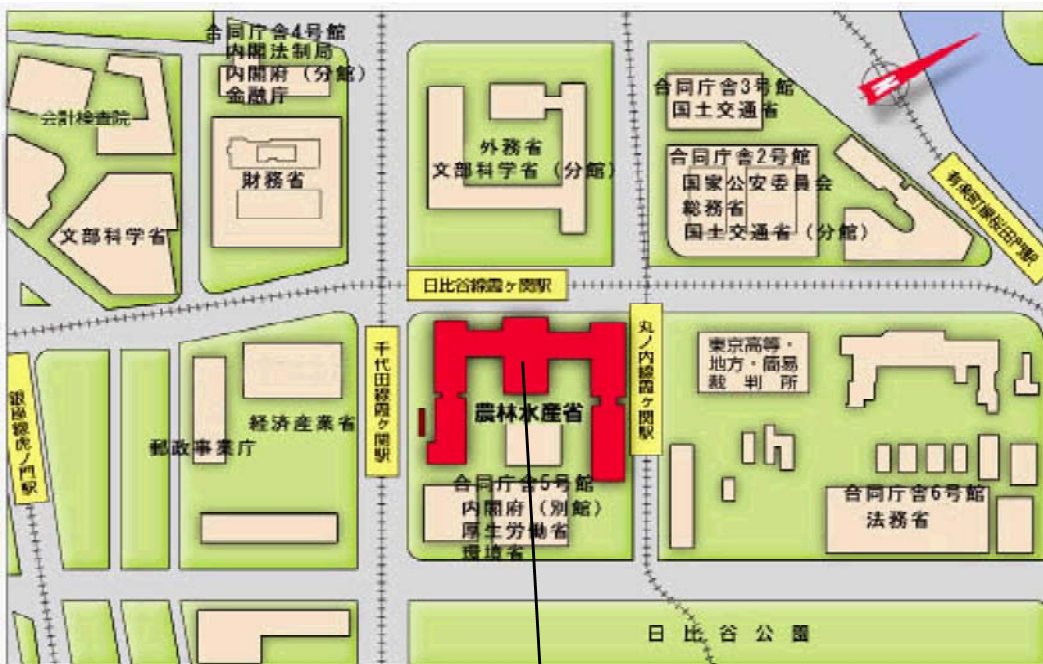 合同庁舎4号館
内閣法制局
内閣府（分館）
金融庁
会計検査院
財務省
文部科学省
外務省
文部科学省（分館）
合同庁舎3号館
国土交通省
合同庁舎2号館
国家公安委員会
総務省
国土交通省（分館）
有楽町線桜田門駅
日比谷線霞ヶ関駅
銀座線虎ノ門駅
郵政事業庁
経済産業省
千代田線霞ヶ関駅
農林水産省
合同庁舎5号館
内閣府（別館）
厚生労働省
環境省
丸ノ内線霞ヶ関駅
東京高等・
地方・簡易
裁判所
合同庁舎6号館
法務省
日比谷公園